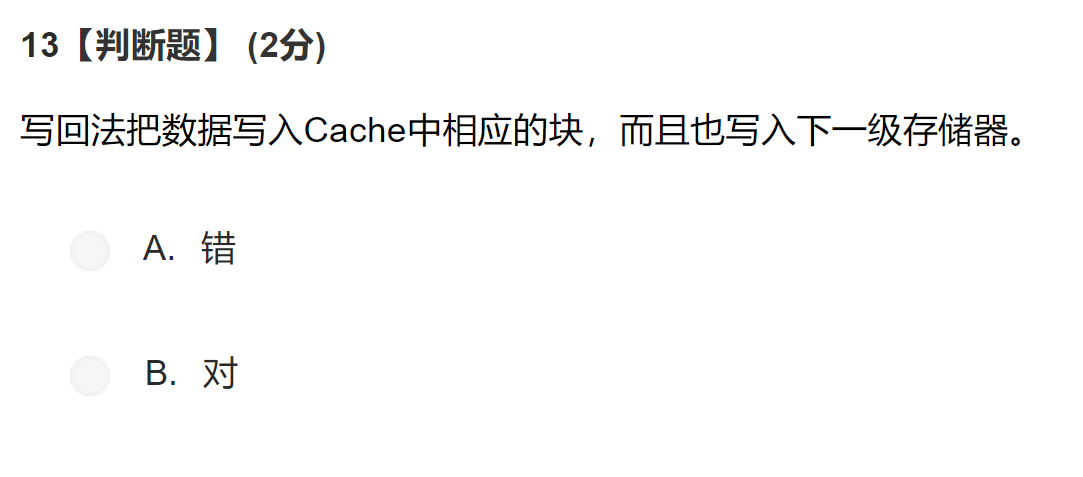 13【判断题】 (2分)
写回法把数据写入Cache中相应的块，而且也写入下一级存储器。
A. 错
B. 对